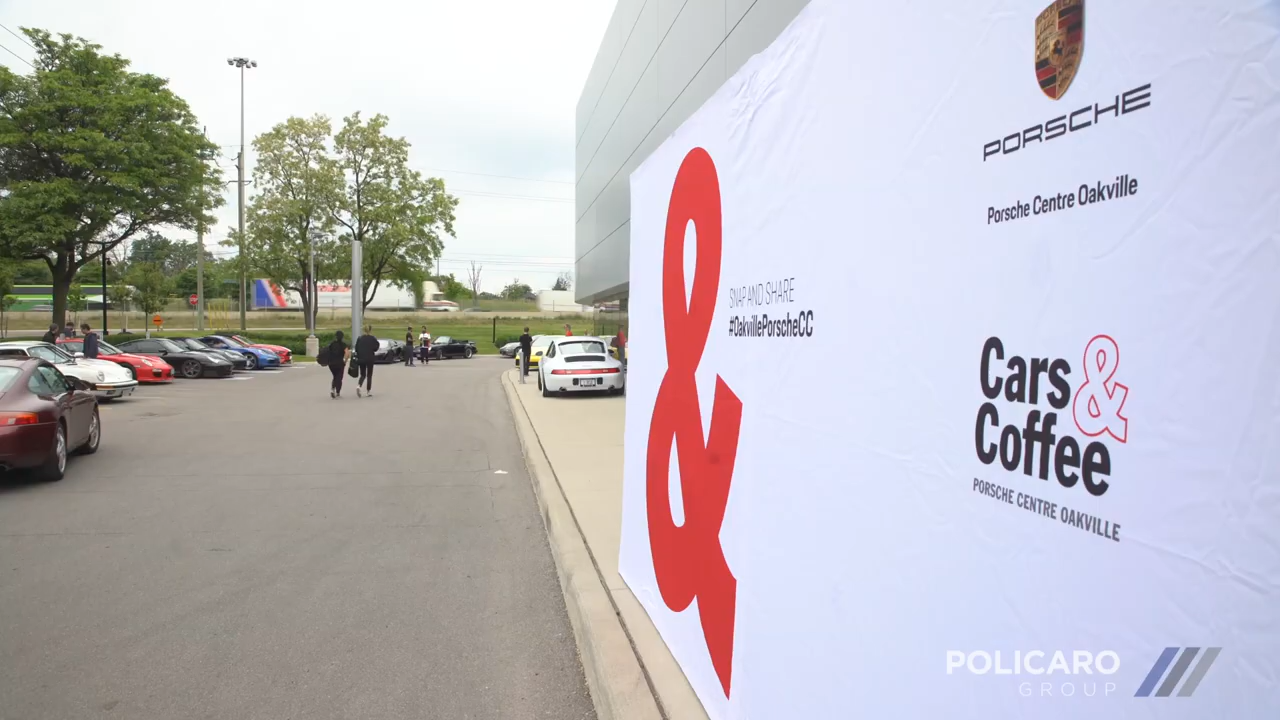 PORSCHE
Porsche Centre Oakville
SNAP AND SHARE
#OakvillePorscheCC
&
Cars &
Coffee
PORSCHE CENTRE OAKVILLE
POLICARO
GROUP